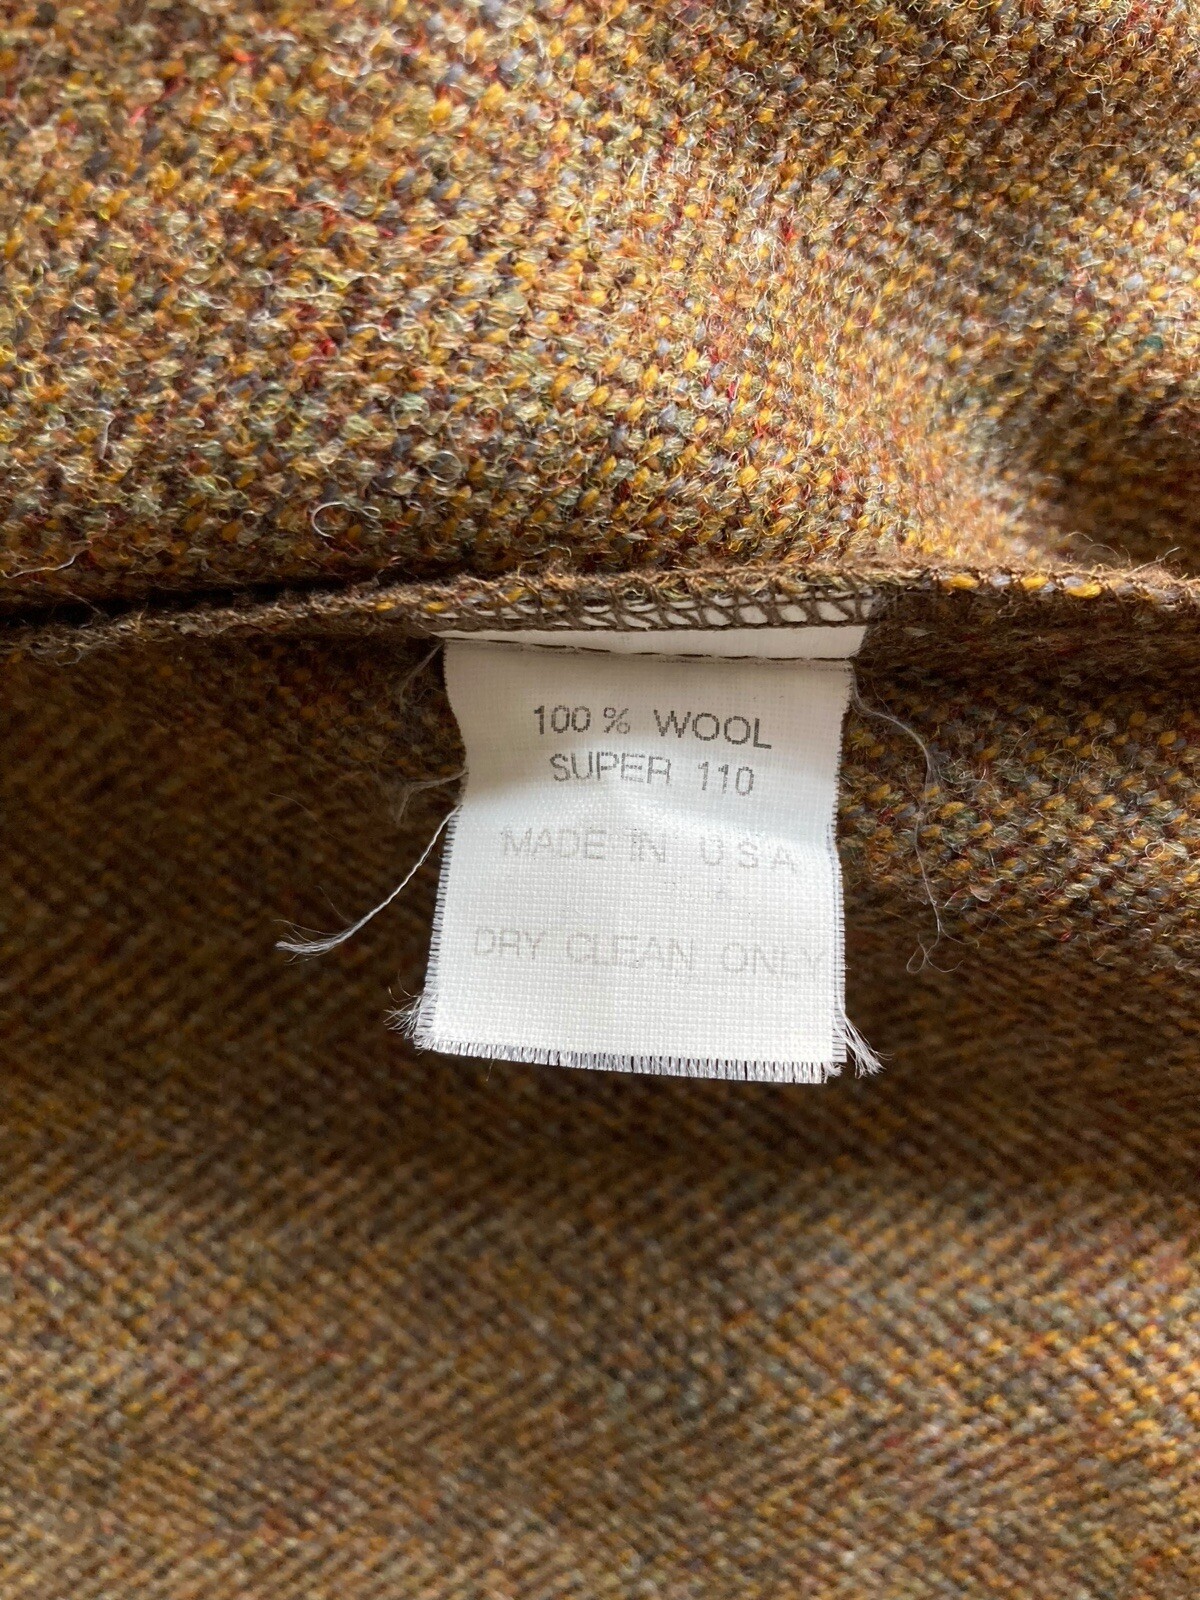 100 % WOOL
SUPER 110
MADE IN U S A
DRY CLEAN ONLY